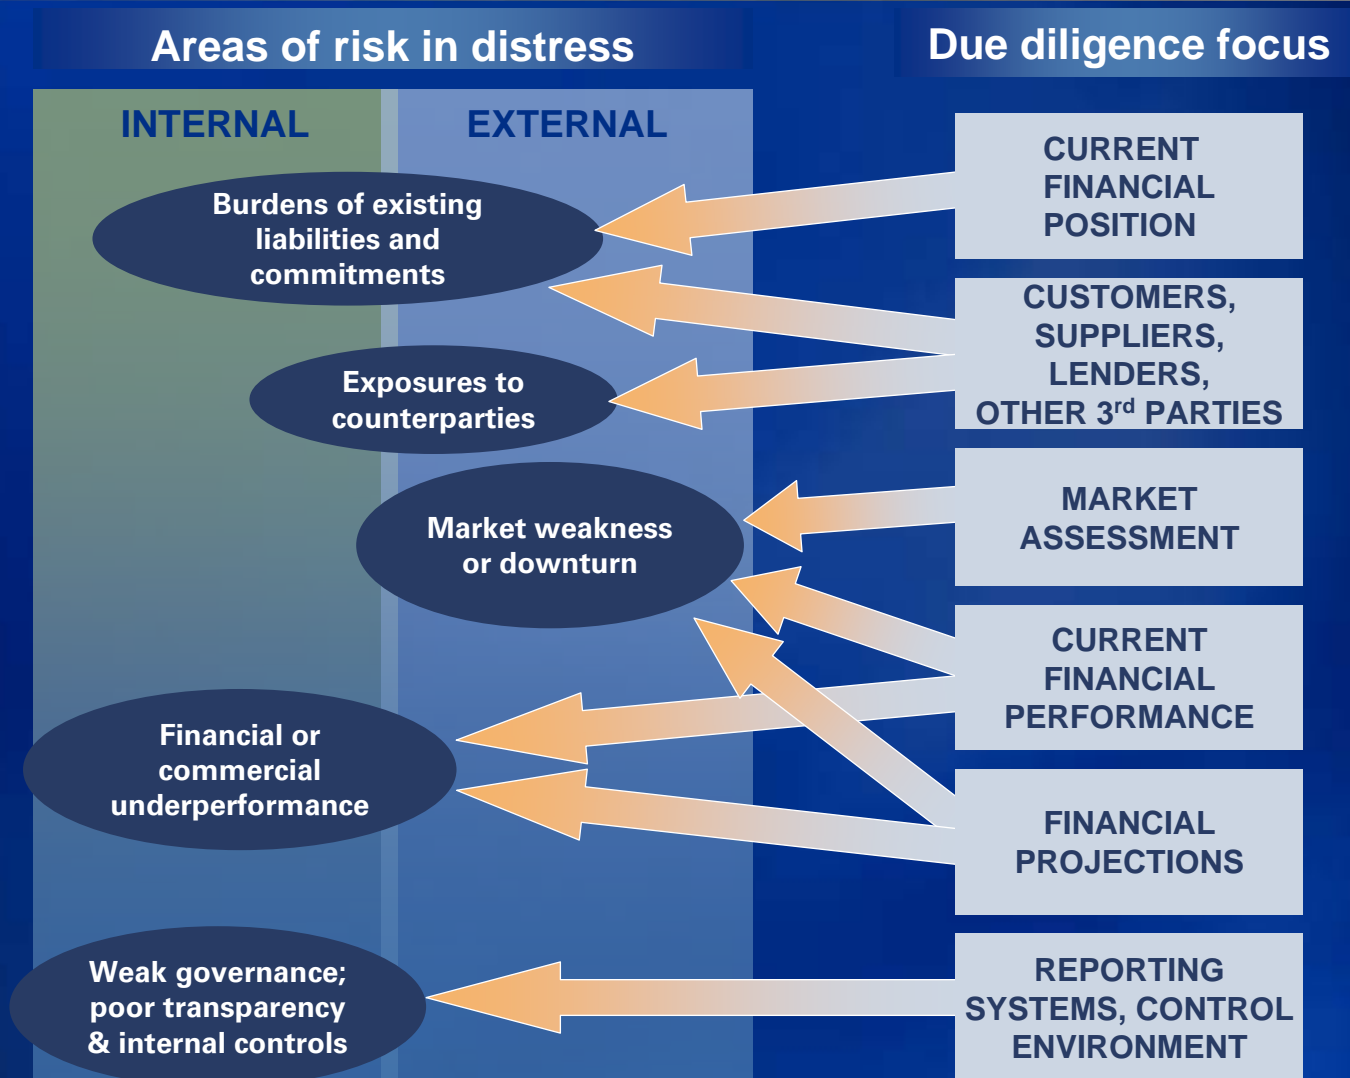 Areas of risk in distress
Due diligence focus
INTERNAL
EXTERNAL
Burdens of existing
liabilities and
commitments
Exposures to
counterparties
Market weakness
or downturn
Financial or
commercial
underperformance
Weak governance;
poor transparency
& internal controls
CURRENT
FINANCIAL
POSITION
CUSTOMERS,
SUPPLIERS,
LENDERS,
OTHER 3rd PARTIES
MARKET
ASSESSMENT
CURRENT
FINANCIAL
PERFORMANCE
FINANCIAL
PROJECTIONS
REPORTING
SYSTEMS, CONTROL
ENVIRONMENT